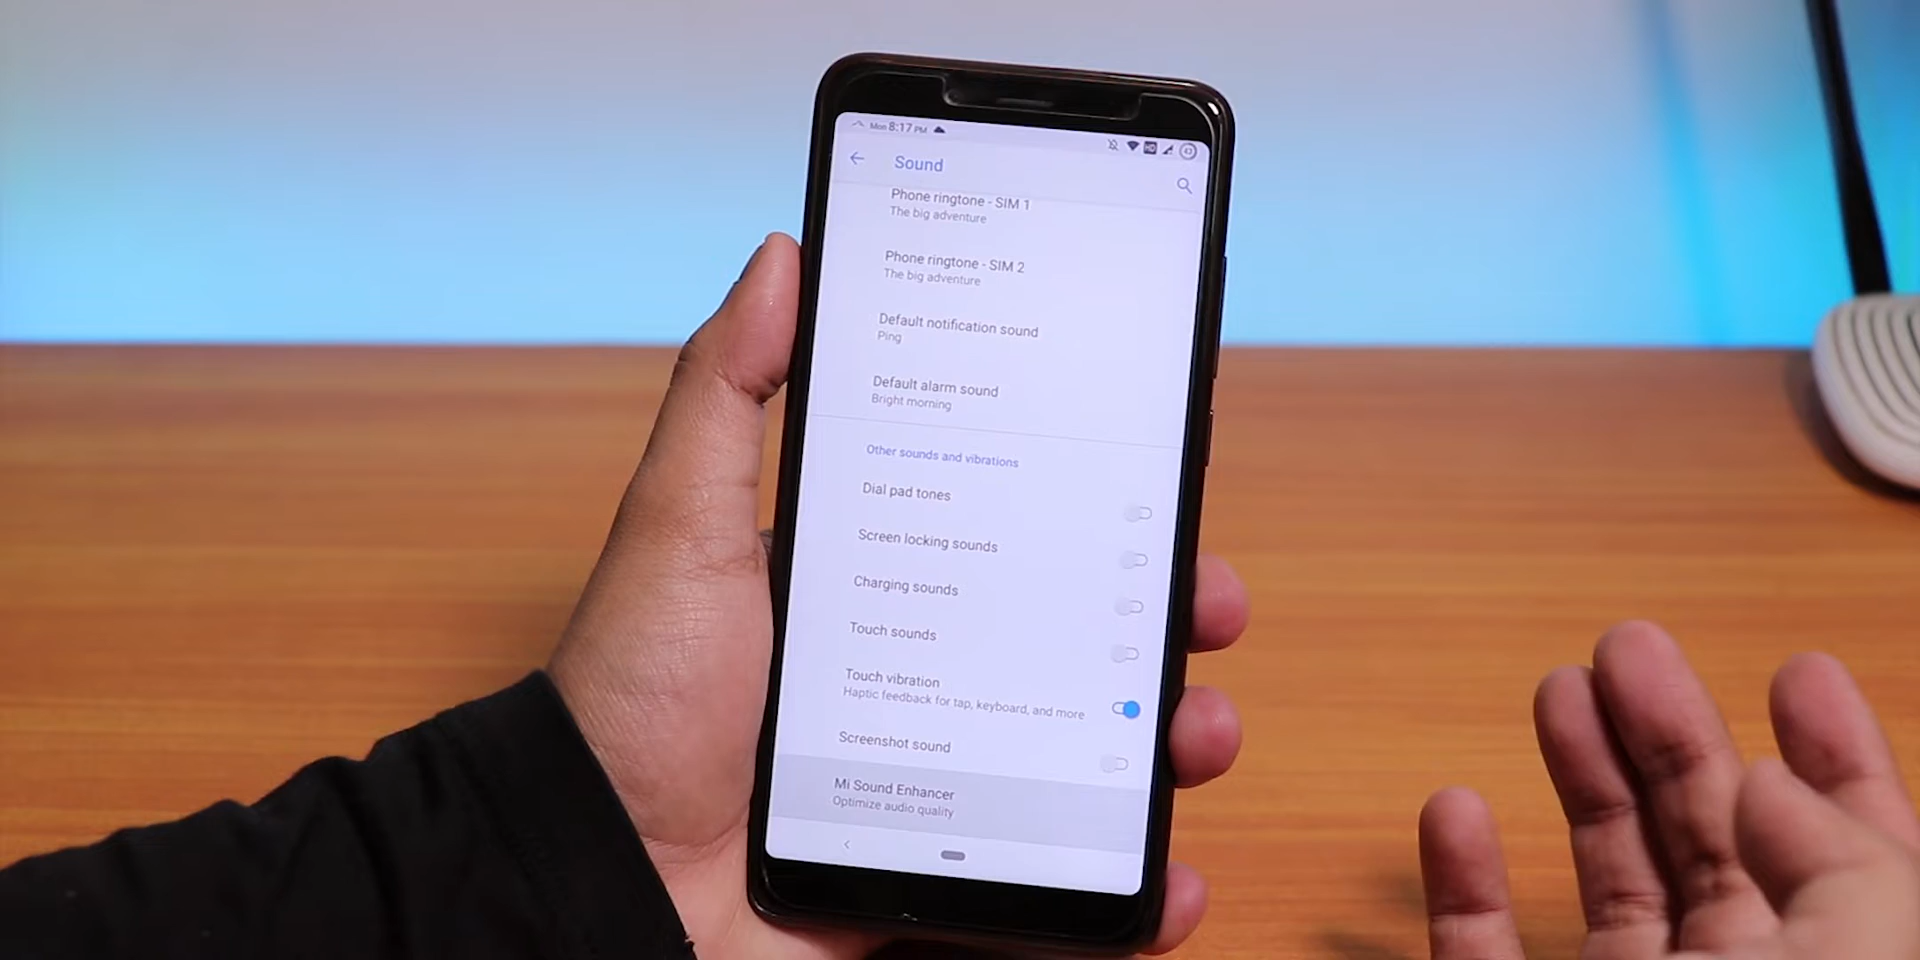 Mon 8:17 PM
HD
43
Sound
Phone ringtone - SIM 1
The big adventure
Phone ringtone - SIM 2
The big adventure
Default notification sound
Ping
Default alarm sound
Bright morning
Other sounds and vibrations
Dial pad tones
Screen locking sounds
Charging sounds
Touch sounds
Touch vibration
Haptic feedback for tap, keyboard, and more
Screenshot sound
Mi Sound Enhancer
Optimize audio quality